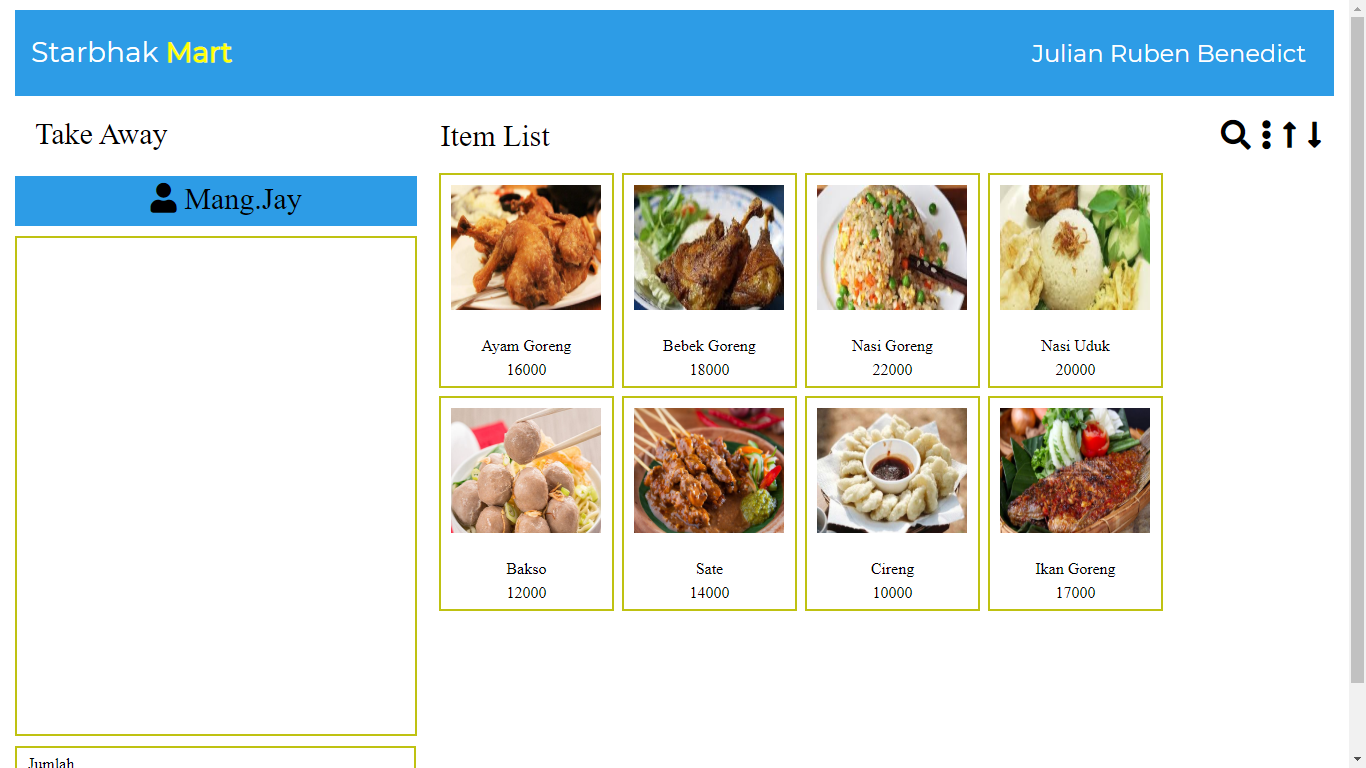 Starbhak Mart
Julian Ruben Benedict
Take Away
Item List
Mang.Jay
Ayam Goreng
16000
Bebek Goreng
18000
Nasi Goreng
22000
Nasi Uduk
20000
Bakso
12000
Sate
14000
Cireng
10000
Ikan Goreng
17000
Jumlah